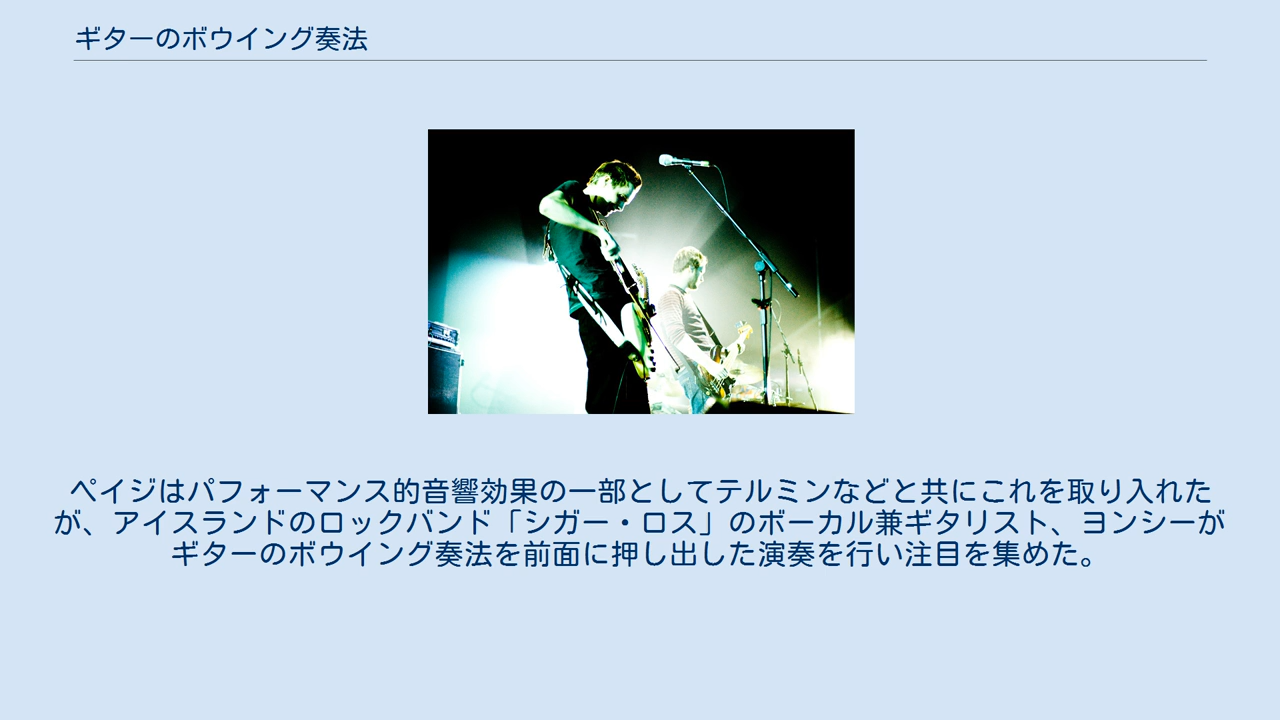 ギターのボウイング奏法
ペイジはパフォーマンス的音響効果の一部としてテルミンなどと共にこれを取り入れた
が、アイスランドのロックバンド「シガー・ロス」のボーカル兼ギタリスト、ヨンシーが
ギターのボウイング奏法を前面に押し出した演奏を行い注目を集めた。